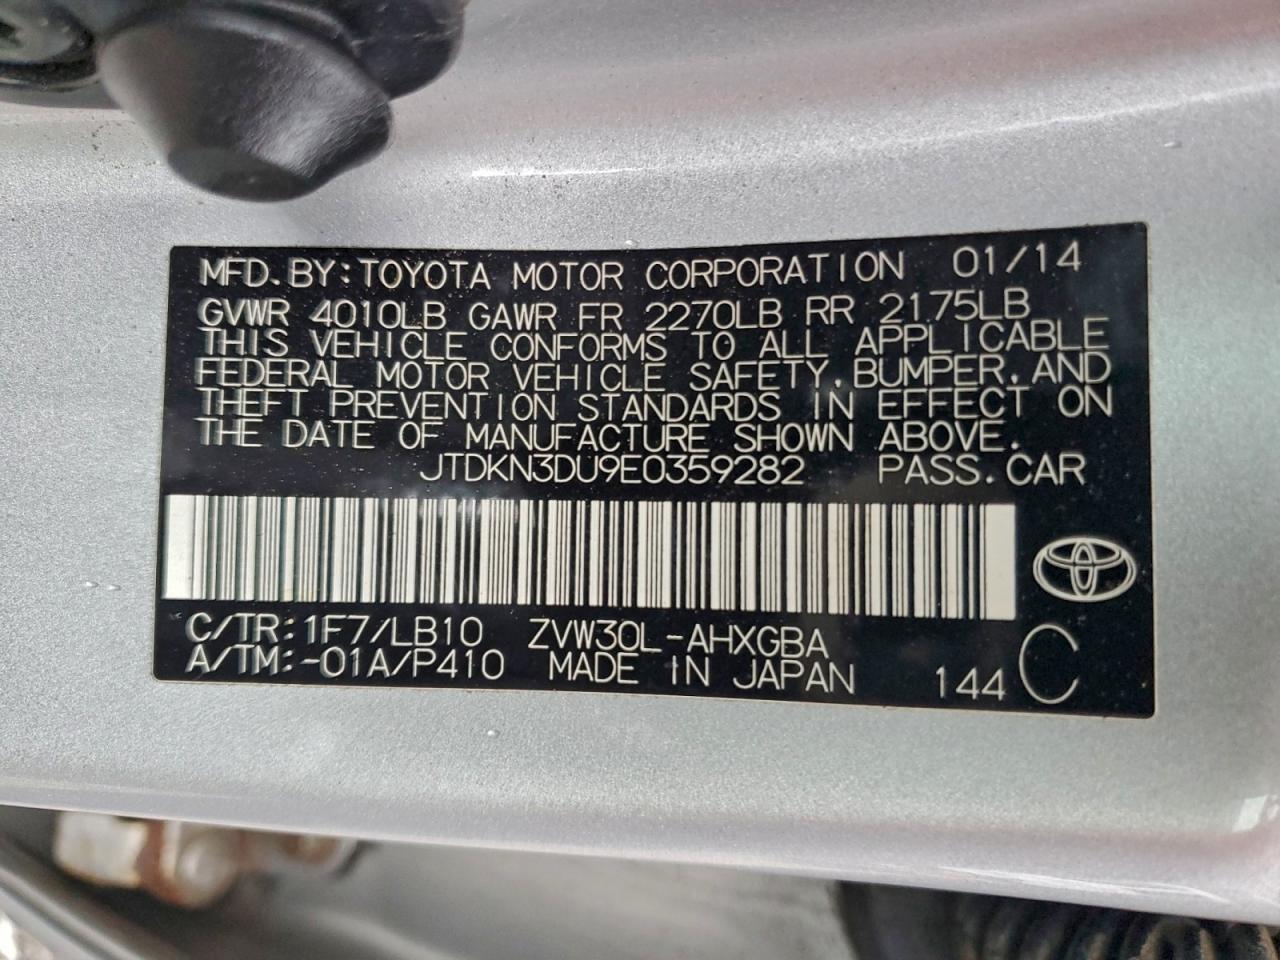 MFD.BY:TOYOTA MOTOR CORPORATION 01/14
GVWR 4010LB GAWR FR 2270LB RR 2175LB
THIS VEHICLE CONFORMS TO ALL APPLICABLE
FEDERAL MOTOR VEHICLE SAFETY,BUMPER,AND
THEFT PREVENTION STANDARDS IN EFFECT ON
THE DATE OF MANUFACTURE SHOWN ABOVE.
JTDKN3DU9E0359282 PASS.CAR
C/TR:1F7/LB10 ZVW30L-AHXGBA
A/TM:-01A/P410 MADE IN JAPAN 144 C